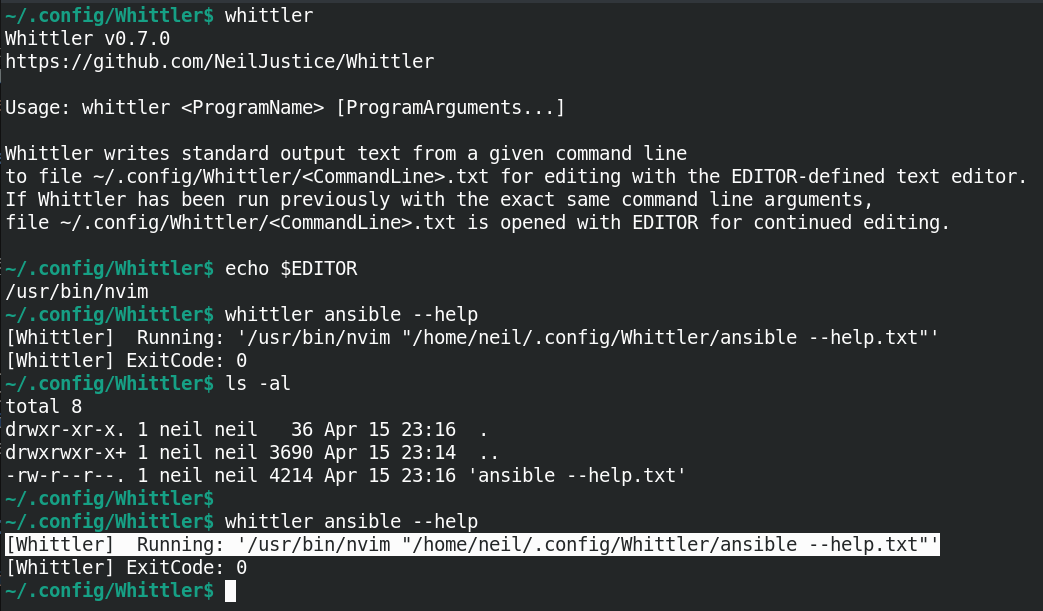 ~/.config/Whittler$ whittler
Whittler v0.7.0
https://github.com/NeilJustice/Whittler
Usage: whittler <ProgramName> [ProgramArguments...]
Whittler writes standard output text from a given command line
to file ~/.config/Whittler/<CommandLine>.txt for editing with the EDITOR-defined text editor.
If Whittler has been run previously with the exact same command line arguments,
file ~/.config/Whittler/<CommandLine>.txt is opened with EDITOR for continued editing.
~/.config/Whittler$ echo $EDITOR
/usr/bin/nvim
~/.config/Whittler$ whittler ansible --help
[Whittler]  Running: '/usr/bin/nvim "/home/neil/.config/Whittler/ansible --help.txt"'
[Whittler] ExitCode: 0
~/.config/Whittler$ ls -al
total 8
drwxr-xr-x. 1 neil neil   36 Apr 15 23:16  .
drwxrwxr-x+ 1 neil neil 3690 Apr 15 23:14  ..
-rw-r--r--. 1 neil neil 4214 Apr 15 23:16 'ansible --help.txt'
~/.config/Whittler$
~/.config/Whittler$ whittler ansible --help
[Whittler]  Running: '/usr/bin/nvim "/home/neil/.config/Whittler/ansible --help.txt"'
[Whittler] ExitCode: 0
~/.config/Whittler$